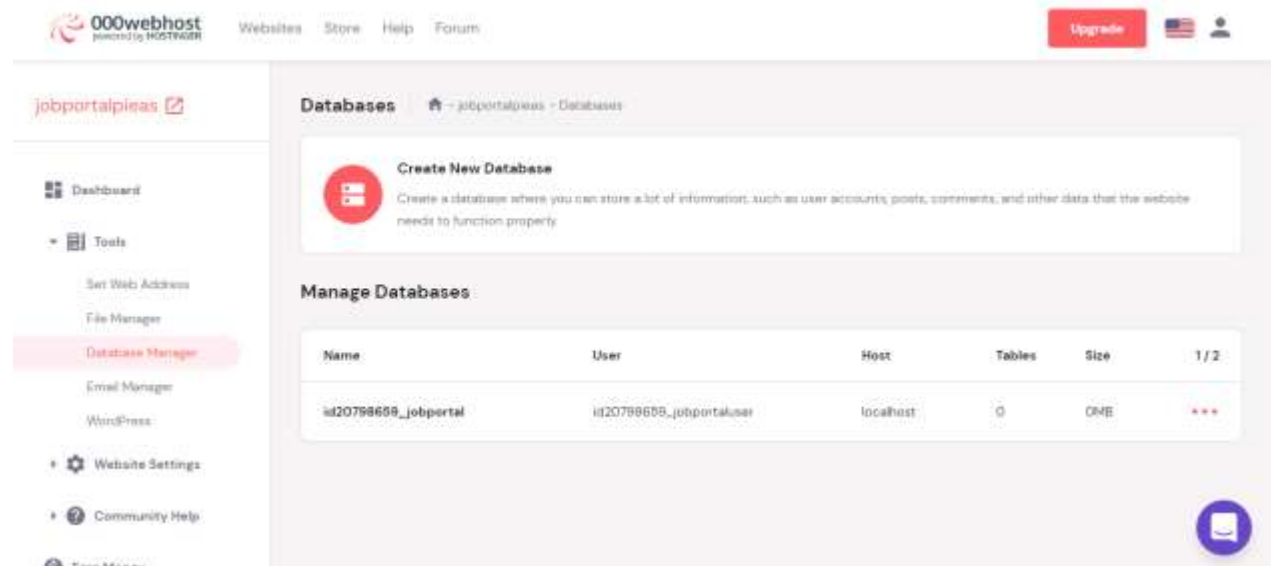 000webhost
powered by HOSTINGER
Websites Store Help Forum
Upgrade
jobportalpieas
Databases
- jobportalpieas - Databases
Create New Database
Create a database where you can store a lot of information, such as user accounts, posts, comments, and other data that the website
needs to function properly.
Dashboard
Tools
Set Web Address
File Manager
Database Manager
Email Manager
WordPress
Website Settings
Community Help
Manage Databases
Name User Host Tables Size 1 / 2
id20798659_jobportal id20798659_jobportaluser localhost 0 0MB